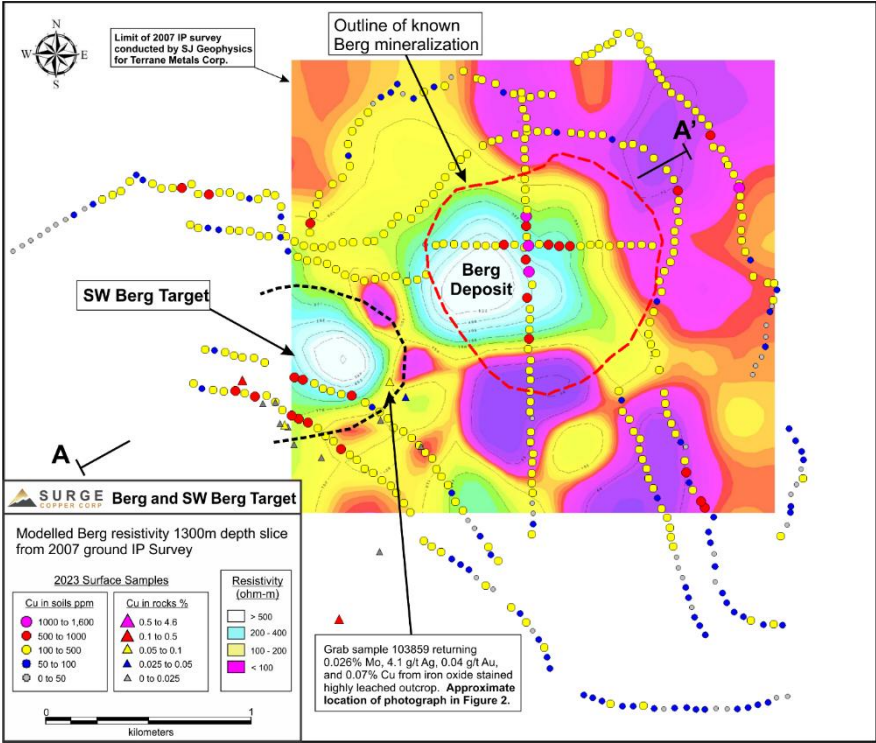 N
W
E
S
Limit of 2007 IP survey
conducted by SJ Geophysics
for Terrane Metals Corp.
Outline of known
Berg mineralization
A'
Berg
Deposit
SW Berg Target
A
SURGE
COPPER CORP
Berg and SW Berg Target
Modelled Berg resistivity 1300m depth slice
from 2007 ground IP Survey
2023 Surface Samples
Cu in soils ppm
1000 to 1,600
500 to 1000
100 to 500
50 to 100
0 to 50
Cu in rocks %
0.5 to 4.6
0.1 to 0.5
0.05 to 0.1
0.025 to 0.05
0 to 0.025
Resistivity
(ohm-m)
> 500
200 - 400
100 - 200
< 100
0
1
kilometers
Grab sample 103859 returning
0.026% Mo, 4.1 g/t Ag, 0.04 g/t Au,
and 0.07% Cu from iron oxide stained
highly leached outcrop. Approximate
location of photograph in Figure 2.